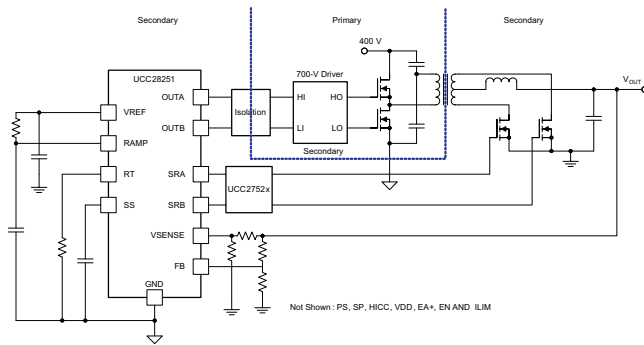 Secondary
Primary
Secondary
400 V
UCC28251
700-V Driver
VOUT
VREF
OUTA
Isolation
HI
HO
RAMP
OUTB
LI
LO
Secondary
RT
SRA
UCC2752x
SS
SRB
VSENSE
FB
GND
Not Shown : PS, SP, HICC, VDD, EA+, EN AND ILIM